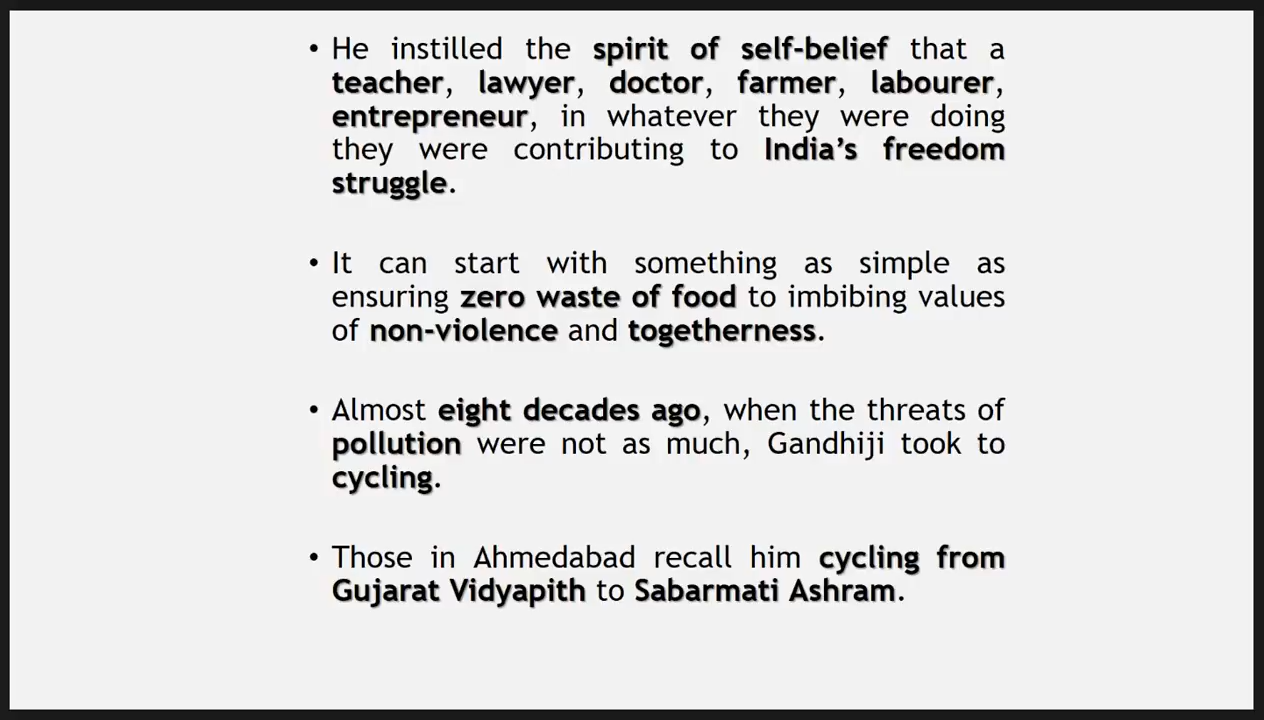 • He instilled the spirit of self-belief that a
teacher, lawyer, doctor, farmer, labourer,
entrepreneur, in whatever they were doing
they were contributing to India’s freedom
struggle.
• It can start with something as simple as
ensuring zero waste of food to imbibing values
of non-violence and togetherness.
• Almost eight decades ago, when the threats of
pollution were not as much, Gandhiji took to
cycling.
• Those in Ahmedabad recall him cycling from
Gujarat Vidyapith to Sabarmati Ashram.